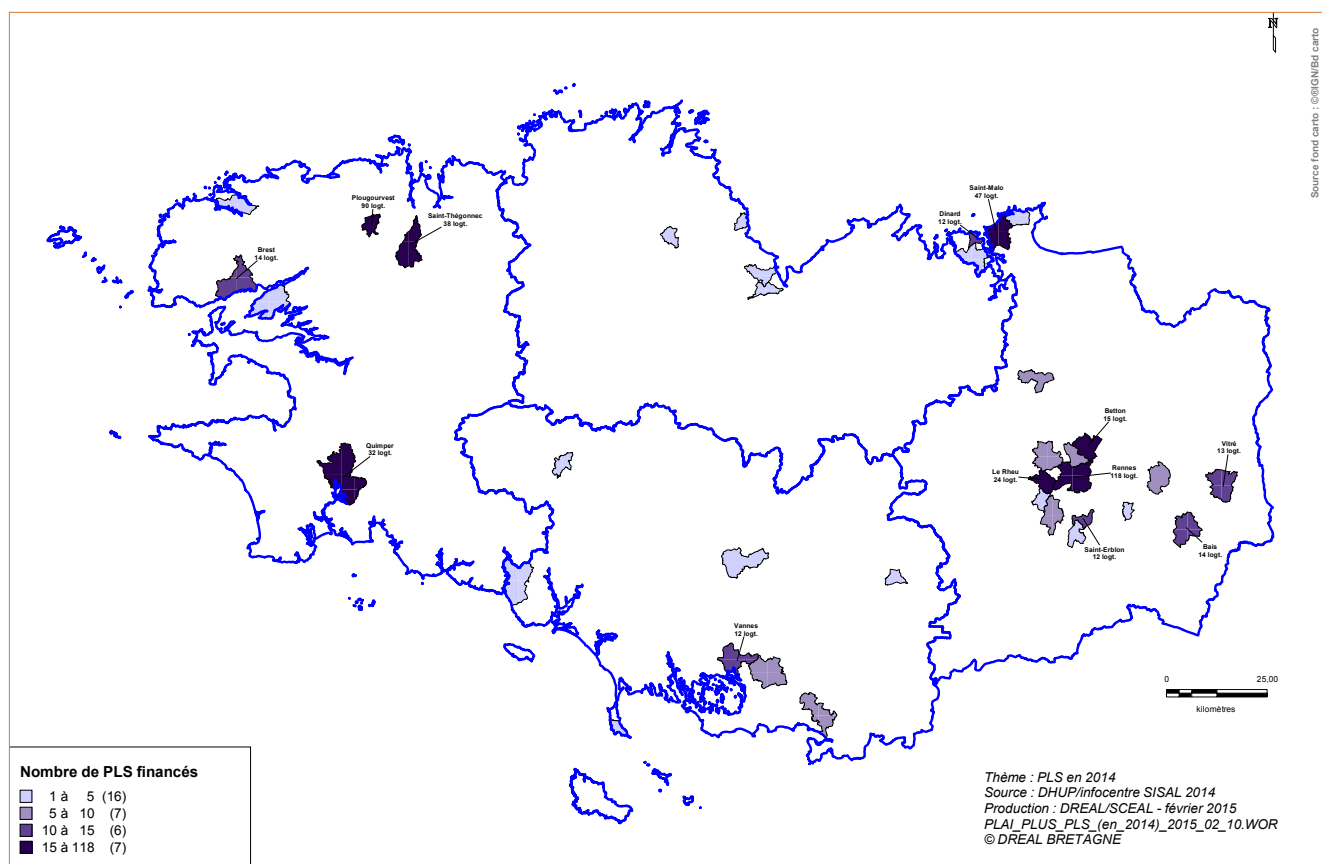 N
Source fond carto : ©®IGN/Bd carto
Saint-Malo
47 logt.
Plougourvest
90 logt.
Dinard
12 logt.
Saint-Thégonnec
38 logt.
Brest
14 logt.
Betton
15 logt.
Quimper
32 logt.
Vitré
13 logt.
Le Rheu
24 logt.
Rennes
118 logt.
Saint-Erblon
12 logt.
Bais
14 logt.
Vannes
12 logt.
0 25,00
kilomètres
Nombre de PLS financés
1 à 5 (16)
5 à 10 (7)
10 à 15 (6)
15 à 118 (7)
Thème : PLS en 2014
Source : DHUP/infocentre SISAL 2014
Production : DREAL/SCEAL - février 2015
PLAI_PLUS_PLS_(en_2014)_2015_02_10.WOR
© DREAL BRETAGNE